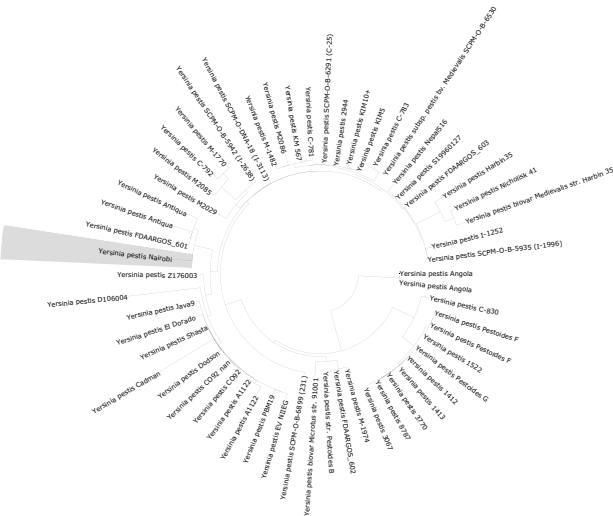 Yersinia pestis SCPM-O-B-6291 (C-25)
Yersinia pestis 2944
Yersinia pestis KIM10+
Yersinia pestis KIM5
Yersinia pestis C-783
Yersinia pestis subsp. pestis bv. Medievalis SCPM-O-B-6530
Yersinia pestis Nepal516
Yersinia pestis S19960127
Yersinia pestis FDAARGOS_603
Yersinia pestis Harbin35
Yersinia pestis Nicholisk 41
Yersinia pestis biovar Medievalis str. Harbin 35
Yersinia pestis I-1252
Yersinia pestis SCPM-O-B-5935 (I-1996)
Yersinia pestis Angola
Yersinia pestis Angola
Yersinia pestis C-830
Yersinia pestis Pestoides F
Yersinia pestis Pestoides F
Yersinia pestis 1522
Yersinia pestis Pestoides G
Yersinia pestis 1412
Yersinia pestis 1413
Yersinia pestis 3770
Yersinia pestis 8787
Yersinia pestis 3067
Yersinia pestis M-1974
Yersinia pestis FDAARGOS_602
Yersinia pestis str. Pestoides B
Yersinia pestis biovar Microtus str. 91001
Yersinia pestis SCPM-O-B-6899 (231)
Yersinia pestis EV NIIEG
Yersinia pestis PBM19
Yersinia pestis A1122
Yersinia pestis A1122
Yersinia pestis CO92
Yersinia pestis CO92 nan
Yersinia pestis Dodson
Yersinia pestis Cadman
Yersinia pestis Shasta
Yersinia pestis El Dorado
Yersinia pestis Java9
Yersinia pestis D106004
Yersinia pestis Z176003
Yersinia pestis Nairobi
Yersinia pestis FDAARGOS_601
Yersinia pestis Antiqua
Yersinia pestis Antiqua
Yersinia pestis M2029
Yersinia pestis M2085
Yersinia pestis C-792
Yersinia pestis M-1770
Yersinia pestis SCPM-O-B-5942 (I-2638)
Yersinia pestis SCPM-O-DNA-18 (I-3113)
Yersinia pestis M-1482
Yersinia pestis M2086
Yersinia pestis KM 567
Yersinia pestis C-781